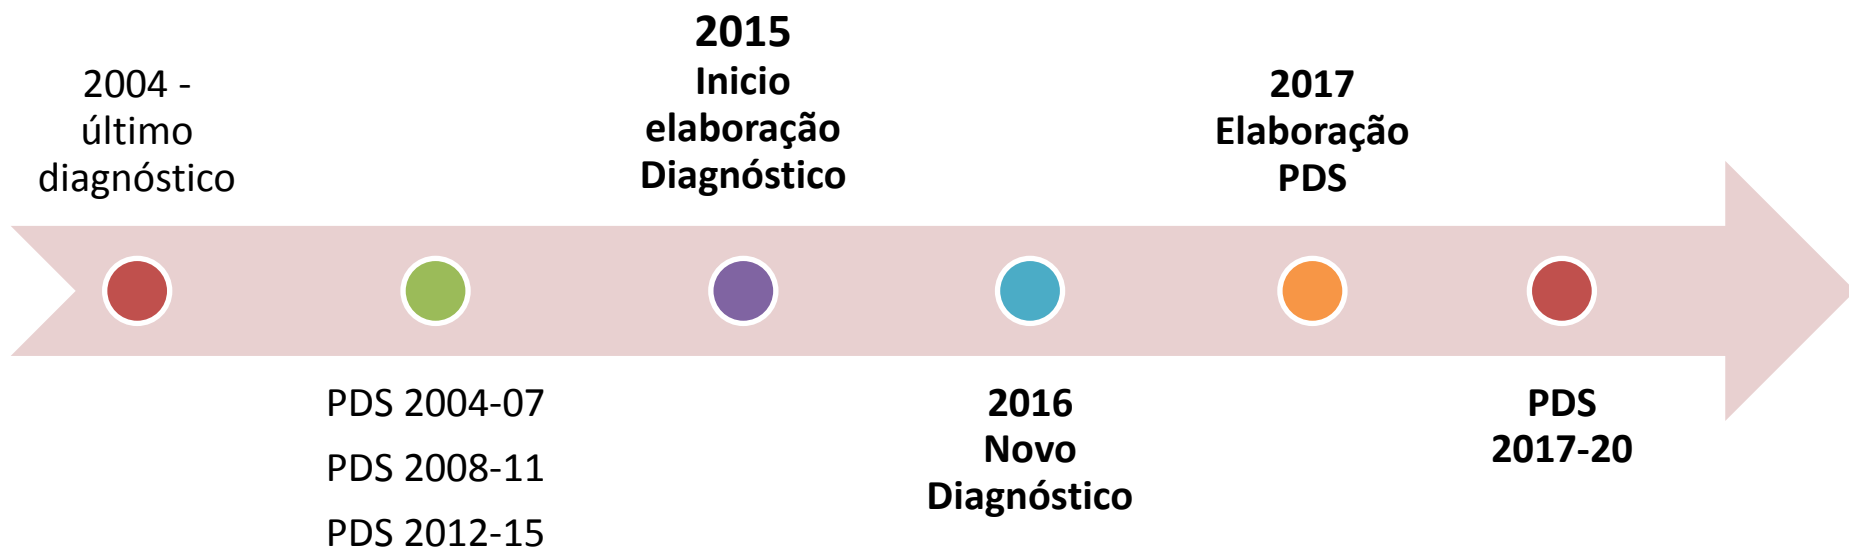 2004 -
último
diagnóstico
PDS 2004-07
PDS 2008-11
PDS 2012-15
2015
Inicio
elaboração
Diagnóstico
2016
Novo
Diagnóstico
2017
Elaboração
PDS
PDS
2017-20